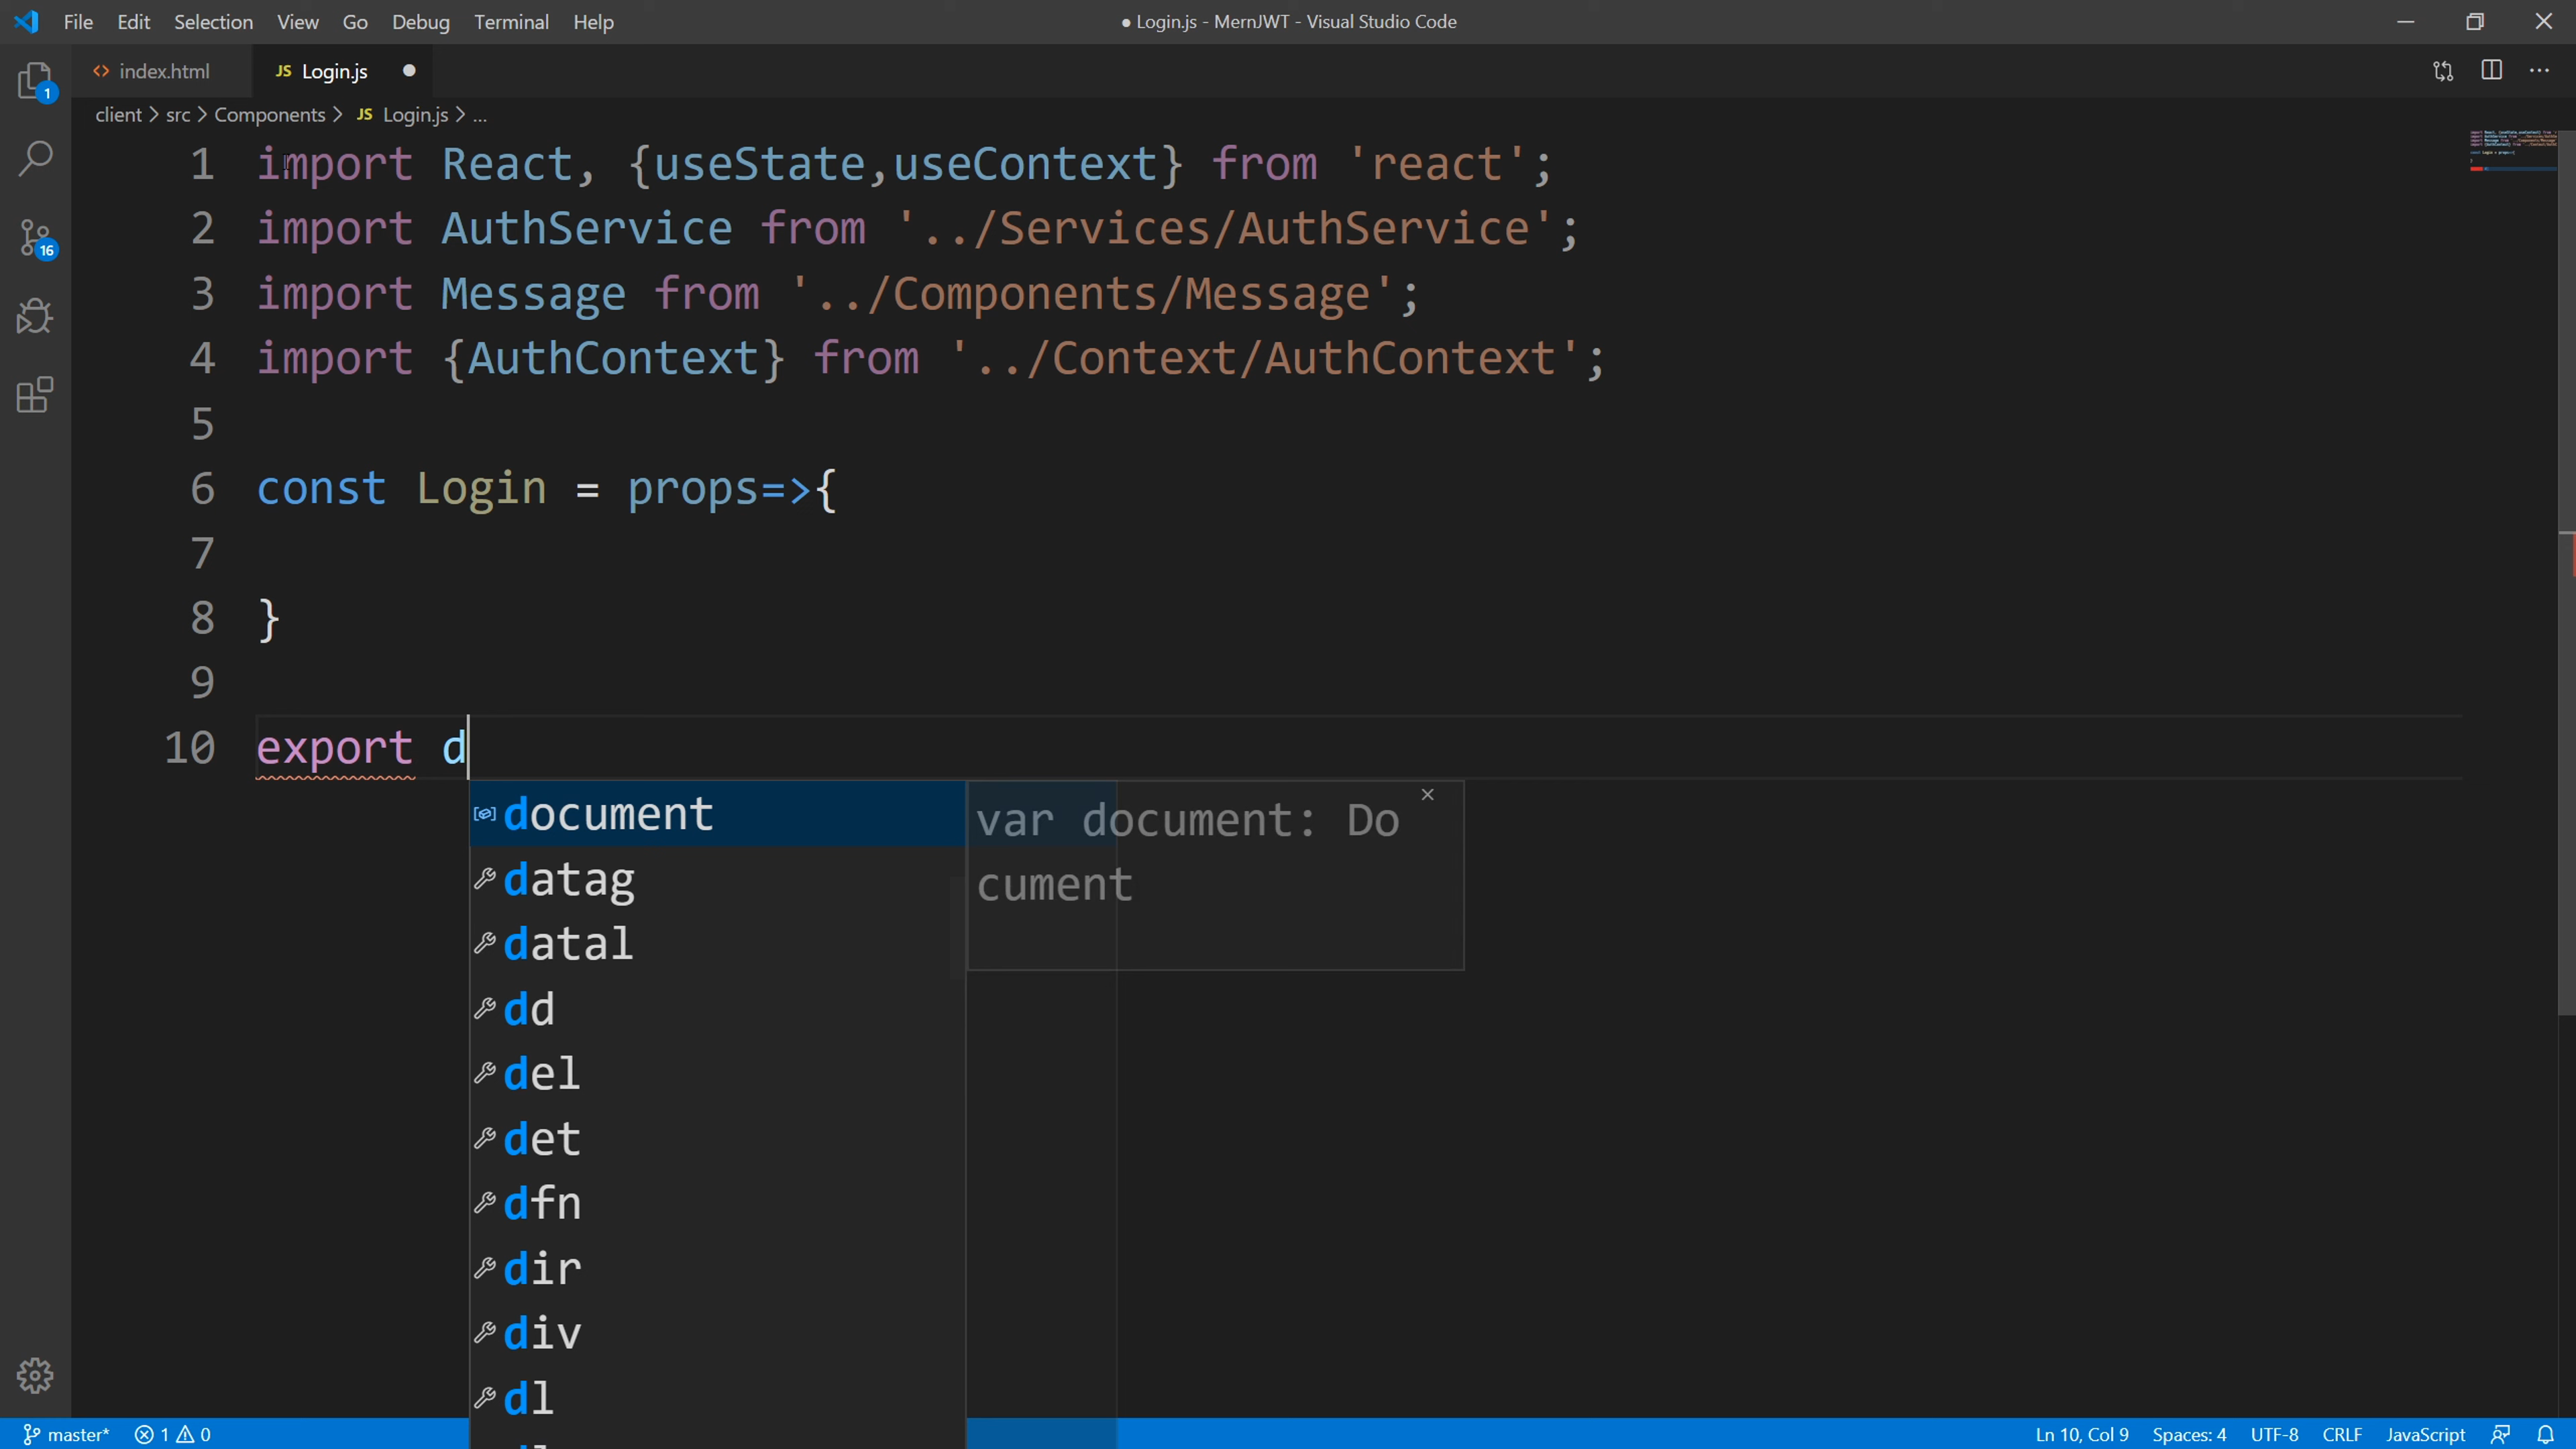 File Edit Selection View Go Debug Terminal Help
● Login.js - MernJWT - Visual Studio Code
index.html
JS Login.js
client > src > Components > JS Login.js > ...
1
16
1 import React, {useState,useContext} from 'react';
2 import AuthService from '../Services/AuthService';
3 import Message from '../Components/Message';
4 import {AuthContext} from '../Context/AuthContext';
5
6 const Login = props=>{
7
8 }
9
10 export d
document
var document: Do
cument
datag
datal
dd
del
det
dfn
dir
div
dl
master* 1 0
Ln 10, Col 9 Spaces: 4 UTF-8 CRLF JavaScript